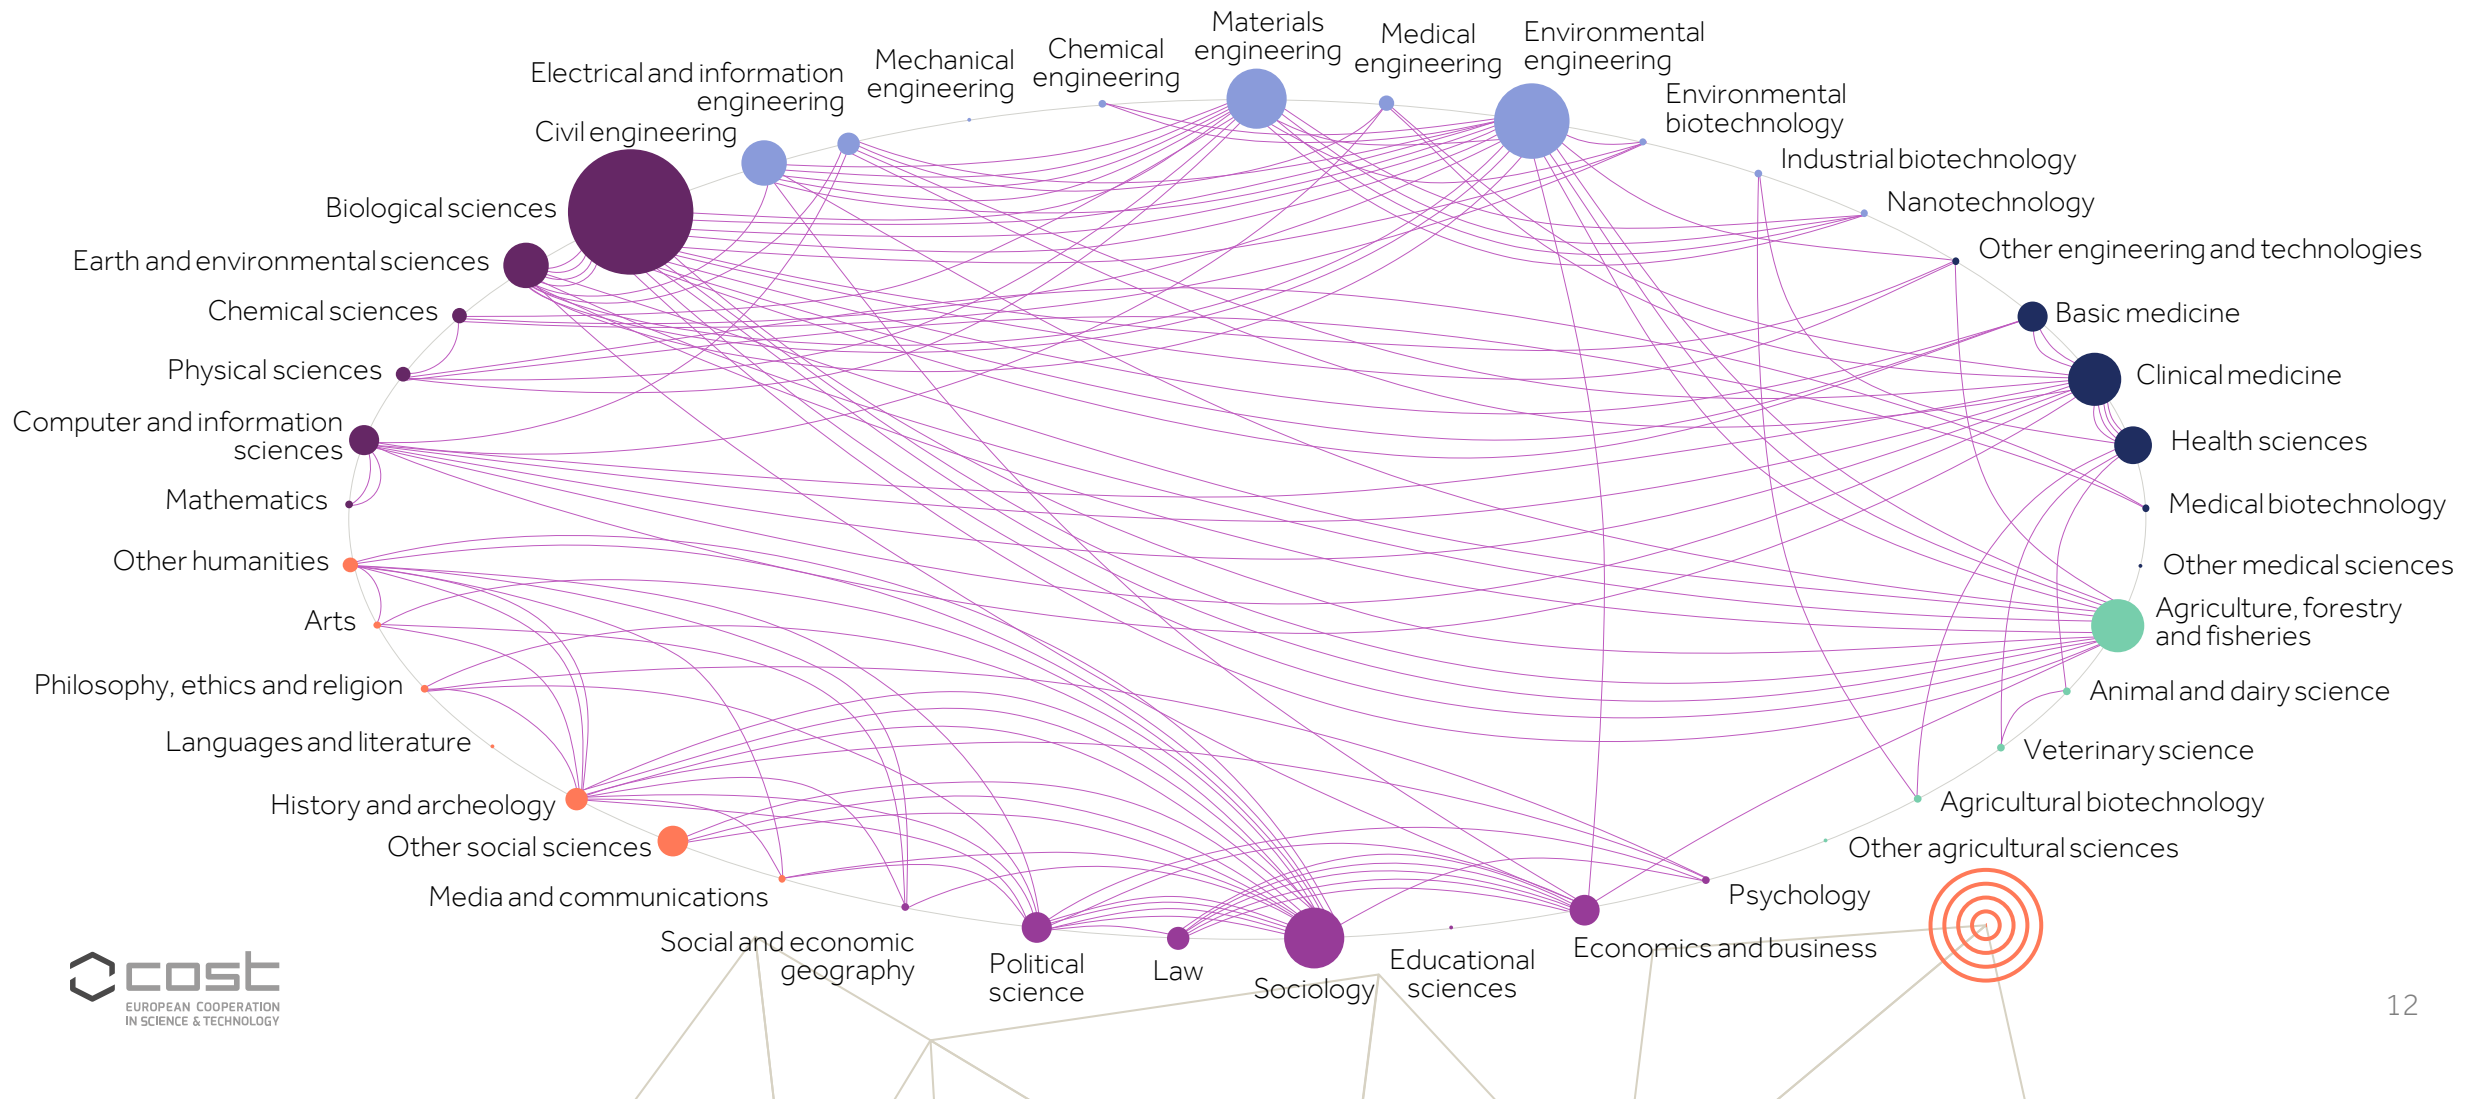 Materials
engineering
Medical
engineering
Environmental
engineering
Chemical
engineering
Mechanical
engineering
Electrical and information
engineering
Environmental
biotechnology
Civil engineering
Industrial biotechnology
Biological sciences
Nanotechnology
Earth and environmental sciences
Other engineering and technologies
Chemical sciences
Basic medicine
Physical sciences
Clinical medicine
Computer and information
sciences
Health sciences
Mathematics
Medical biotechnology
Other humanities
Other medical sciences
Arts
Agriculture, forestry
and fisheries
Philosophy, ethics and religion
Animal and dairy science
Languages and literature
Veterinary science
History and archeology
Agricultural biotechnology
Other social sciences
Other agricultural sciences
Media and communications
Psychology
Social and economic
geography
Political
science
Law
Sociology
Educational
sciences
Economics and business
cost
EUROPEAN COOPERATION
IN SCIENCE & TECHNOLOGY
12